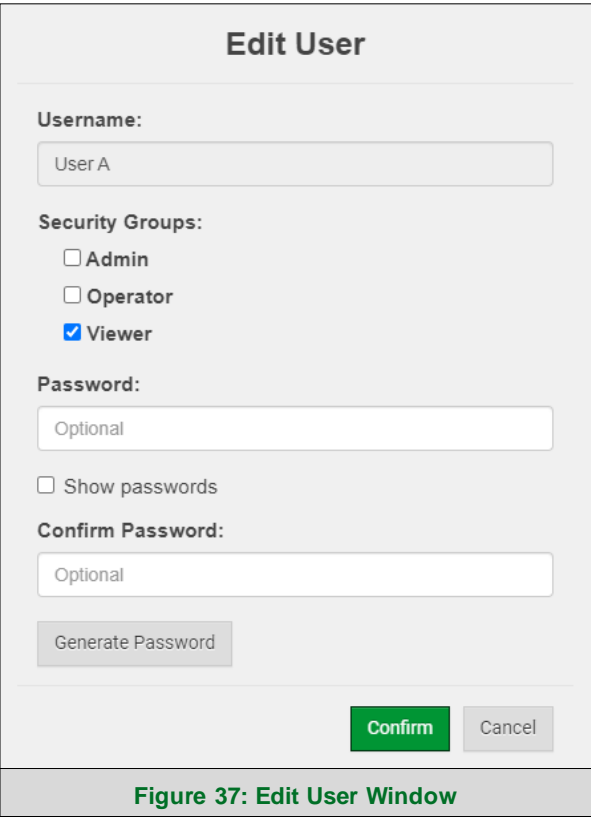 Edit User
Username:
User A
Security Groups:
Admin
Operator
Viewer
Password:
Optional
Show passwords
Confirm Password:
Optional
Generate Password
Confirm Cancel
Figure 37: Edit User Window